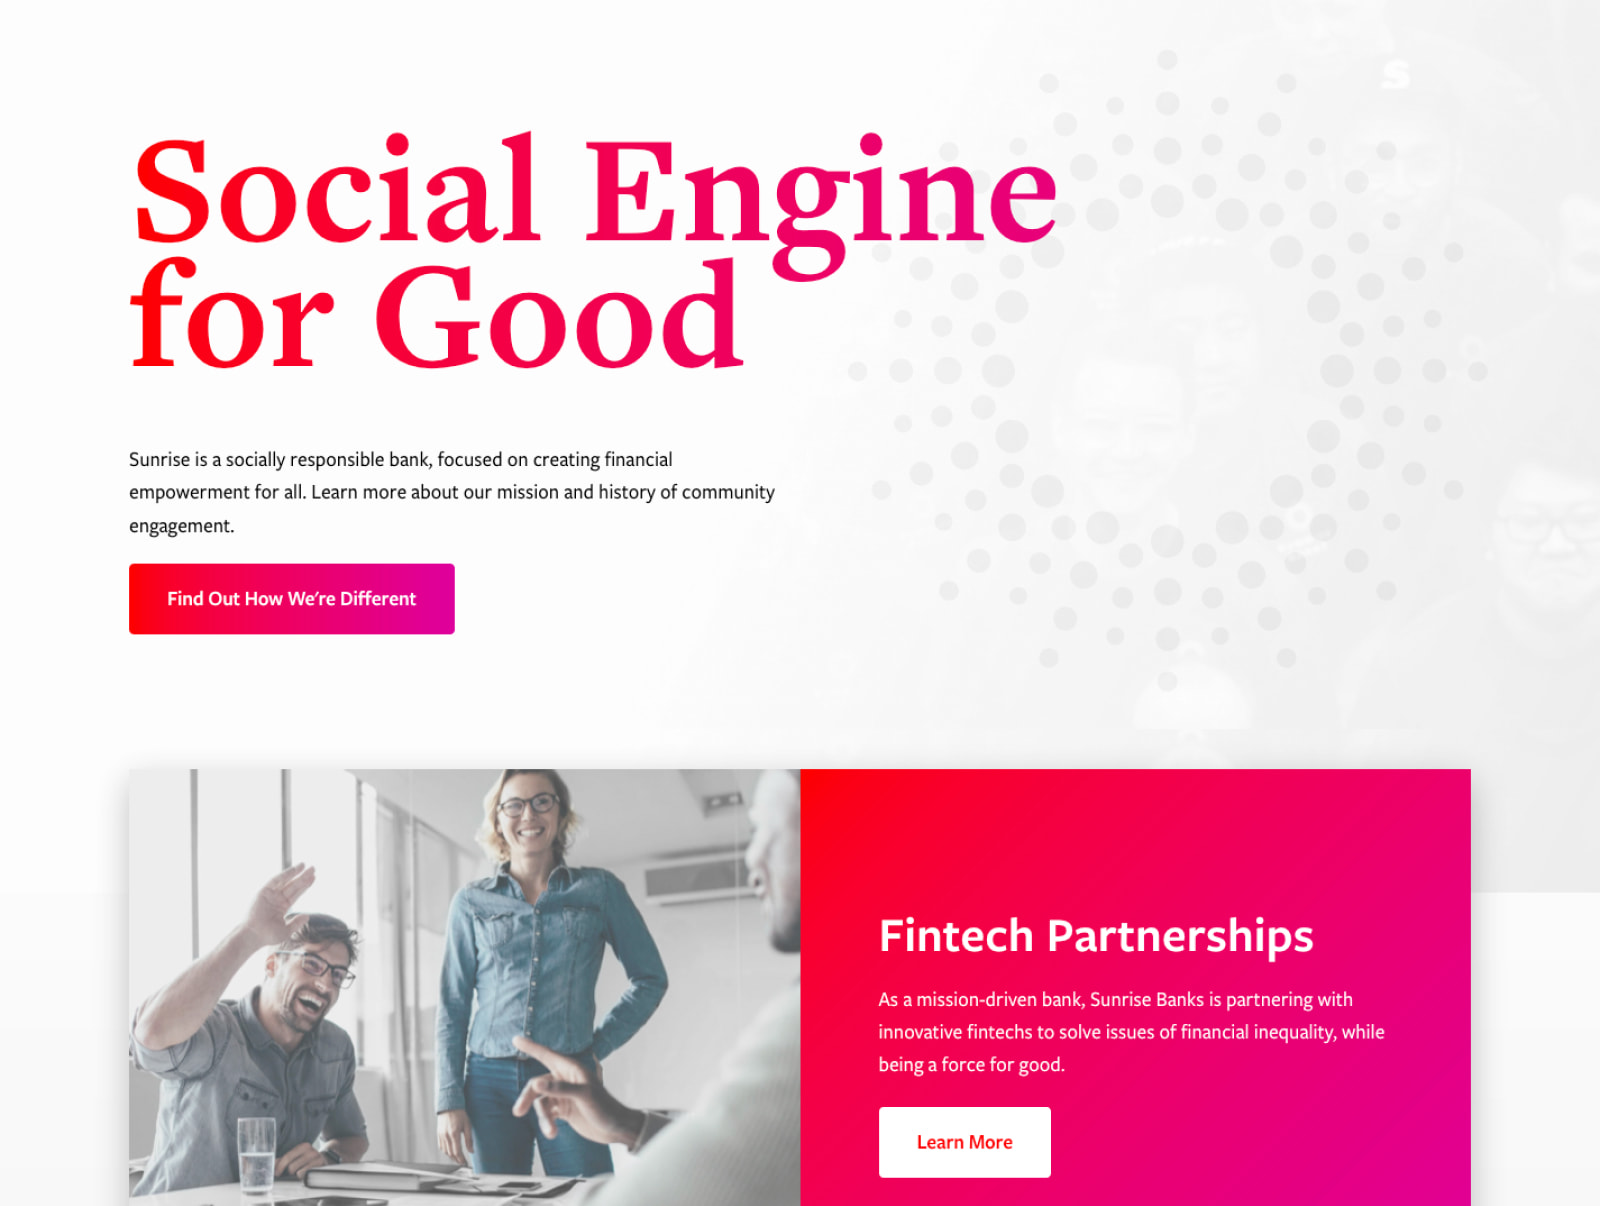 Social Engine
for Good
Sunrise is a socially responsible bank, focused on creating financial
empowerment for all. Learn more about our mission and history of community
engagement.
Find Out How We're Different
Fintech Partnerships
As a mission-driven bank, Sunrise Banks is partnering with
innovative fintechs to solve issues of financial inequality, while
being a force for good.
Learn More